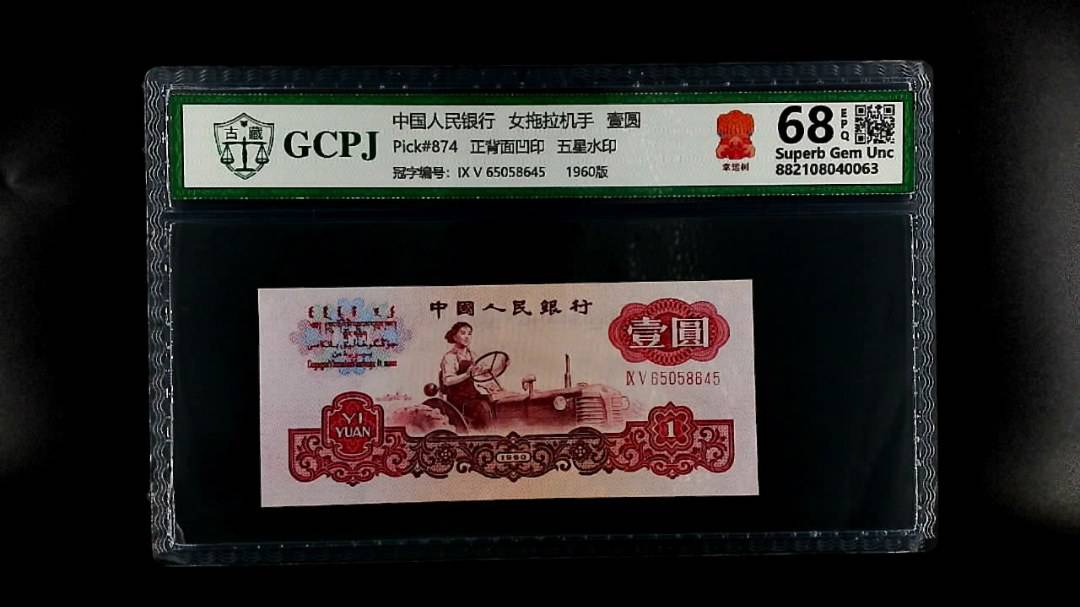 古藏
GCPJ
中国人民银行 女拖拉机手 壹圆
Pick#874 正背面凹印 五星水印
冠字编号: IX V 65058645 1960版
68 EPQ
Superb Gem Unc
882108040063
中國人民銀行
壹圓
IX V 65058645
YI
YUAN
1
1960